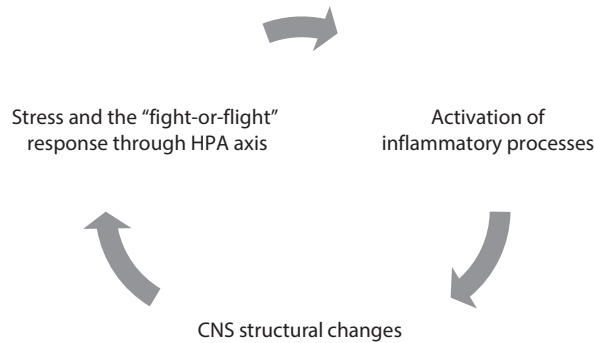 Stress and the “fight-or-flight”
response through HPA axis
Activation of
inflammatory processes
CNS structural changes